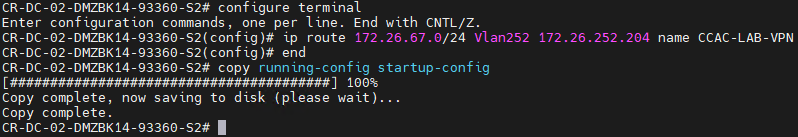 CR-DC-02-DMZBK14-93360-S2# configure terminal
Enter configuration commands, one per line. End with CNTL/Z.
CR-DC-02-DMZBK14-93360-S2(config)# ip route 172.26.67.0/24 Vlan252 172.26.252.204 name CCAC-LAB-VPN
CR-DC-02-DMZBK14-93360-S2(config)# end
CR-DC-02-DMZBK14-93360-S2# copy running-config startup-config
[########################################] 100%
Copy complete, now saving to disk (please wait)...
Copy complete.
CR-DC-02-DMZBK14-93360-S2#